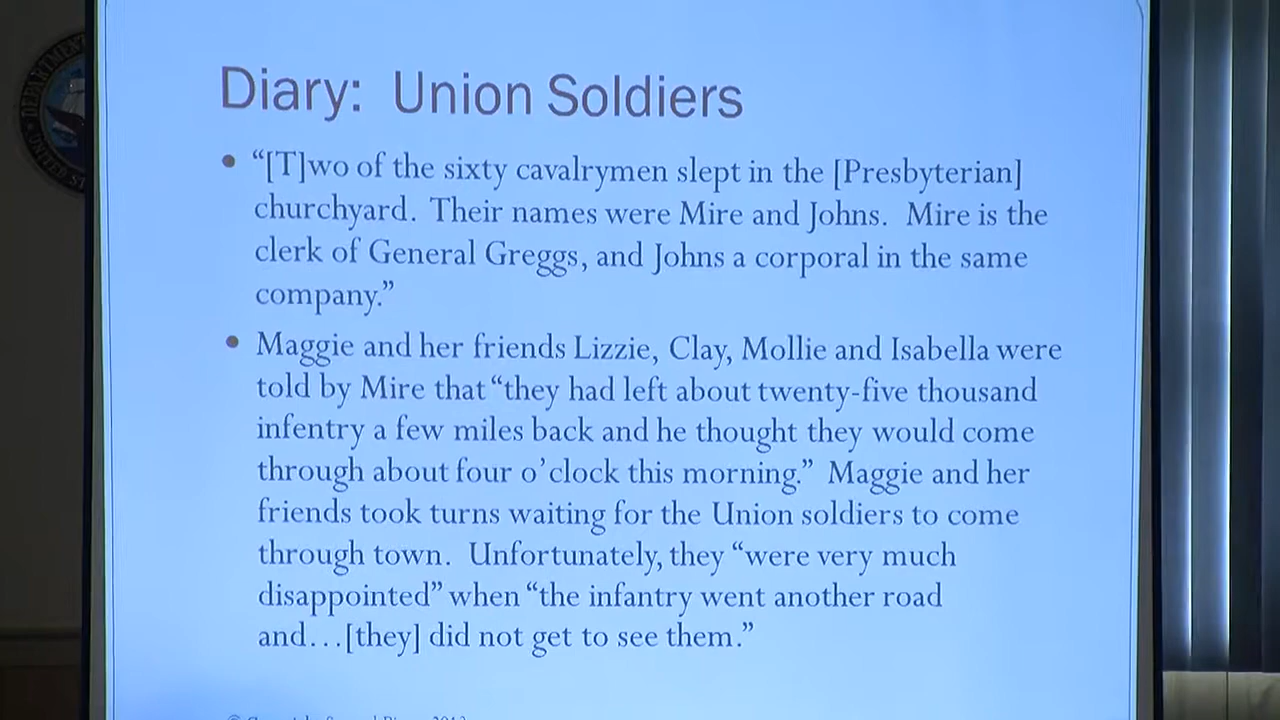 Diary: Union Soldiers
• “[T]wo of the sixty cavalrymen slept in the [Presbyterian]
churchyard. Their names were Mire and Johns. Mire is the
clerk of General Greggs, and Johns a corporal in the same
company.”
• Maggie and her friends Lizzie, Clay, Mollie and Isabella were
told by Mire that “they had left about twenty-five thousand
infentry a few miles back and he thought they would come
through about four o’clock this morning.” Maggie and her
friends took turns waiting for the Union soldiers to come
through town. Unfortunately, they “were very much
disappointed” when “the infantry went another road
and…[they] did not get to see them.”
DEPARTMENT
UNITED ST